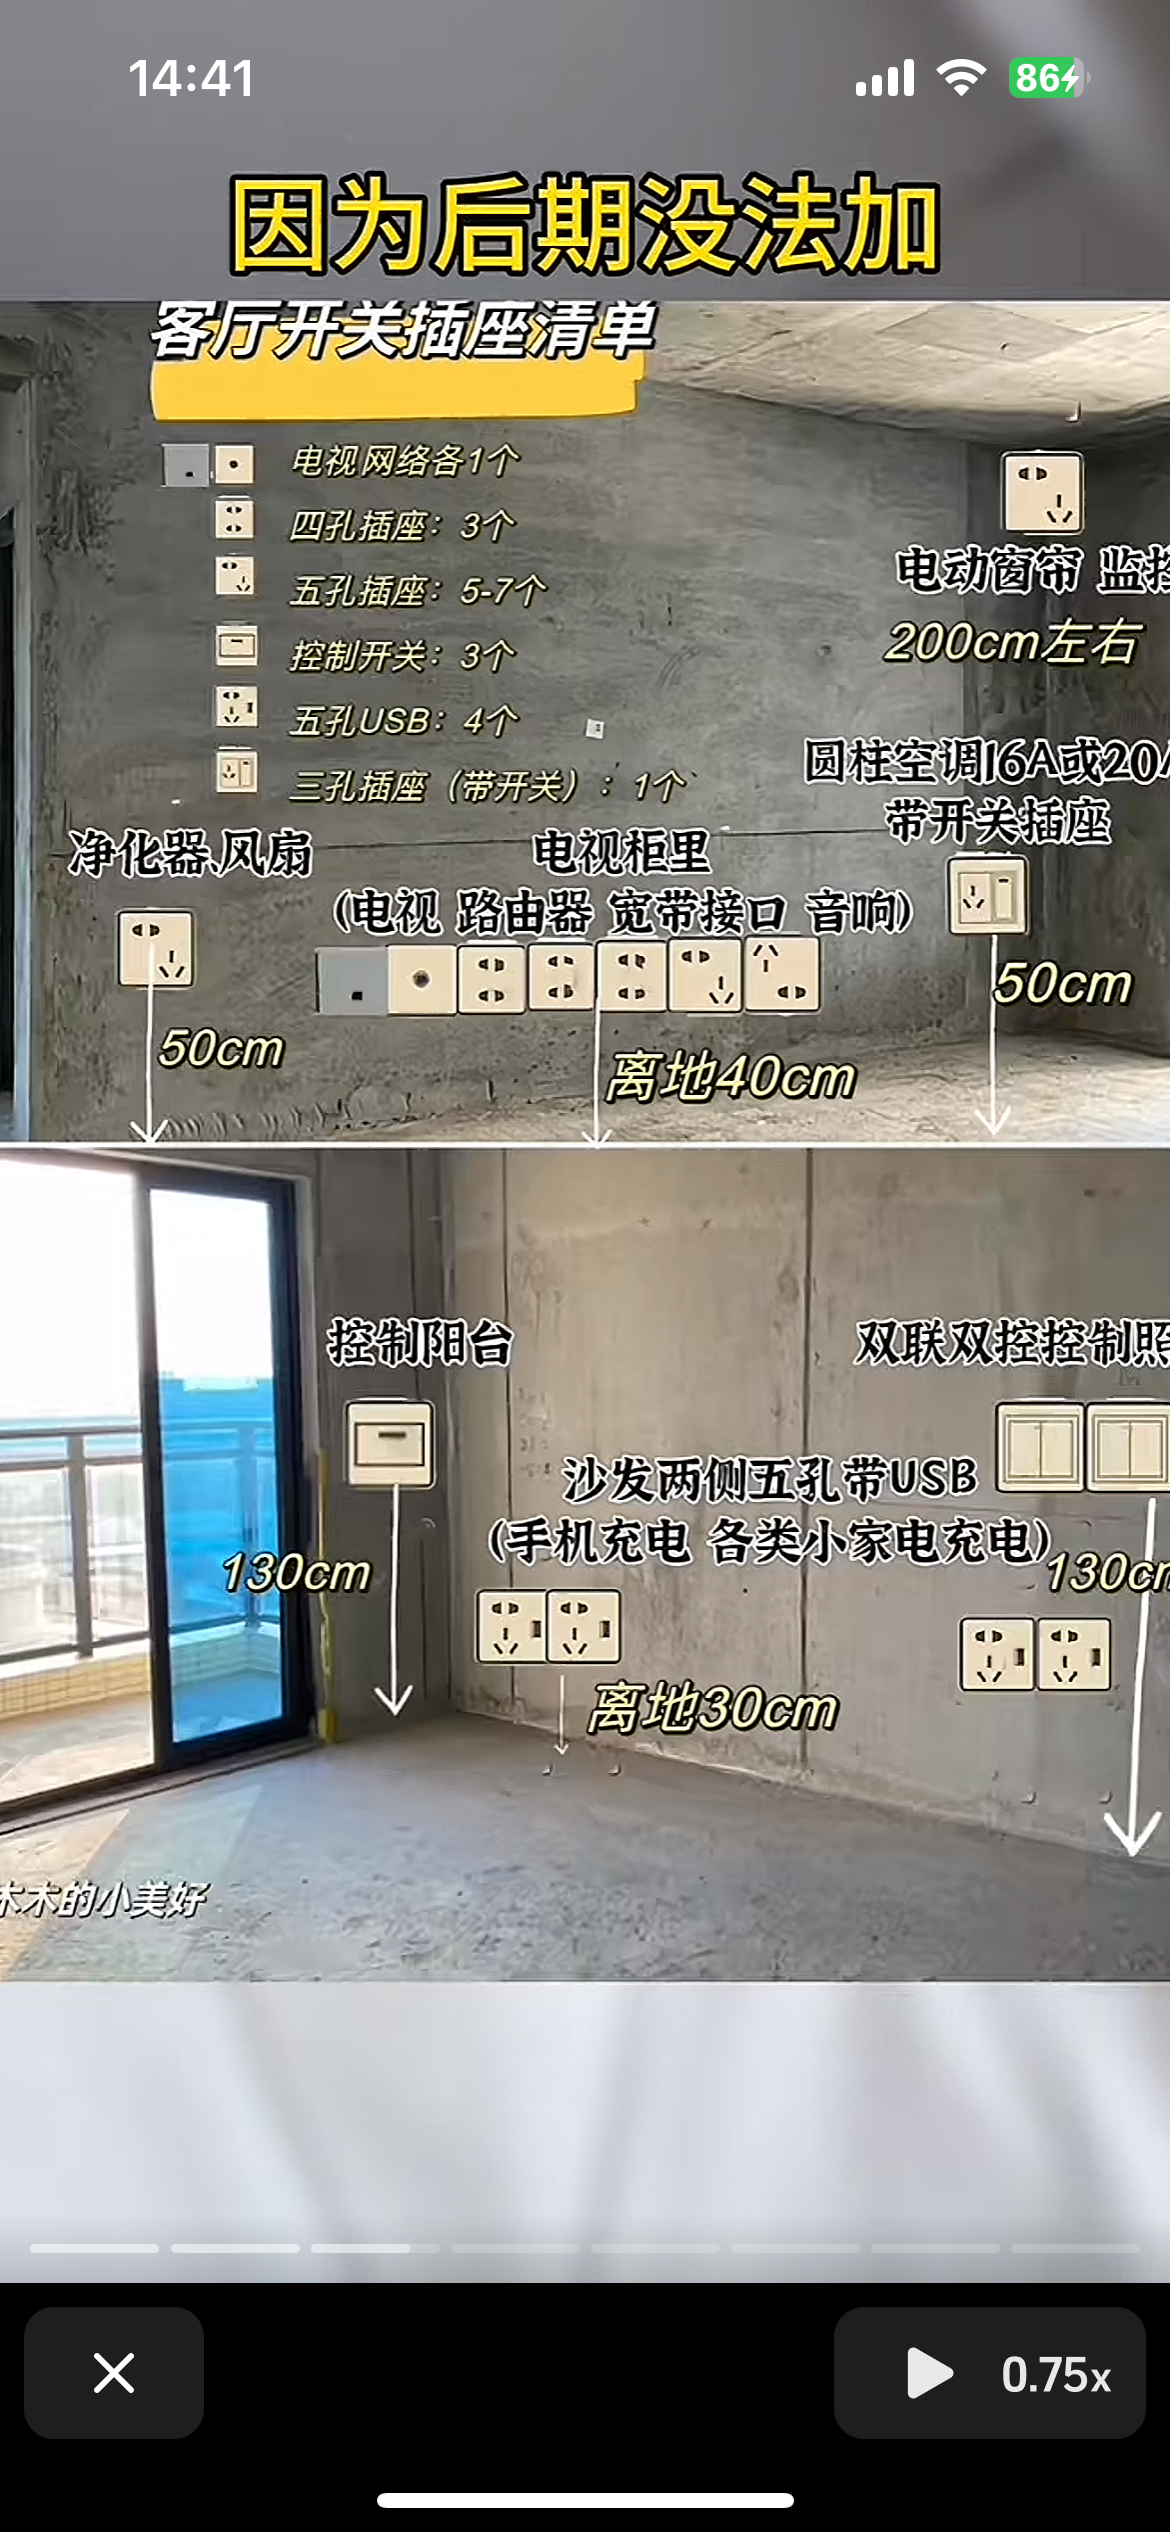 14:41
86
因为后期没法加
客厅开关插座清单
电视网络各1个
四孔插座：3个
五孔插座：5-7个
控制开关：3个
五孔USB：4个
三孔插座（带开关）：1个
电动窗帘 监控
200cm左右
圆柱空调16A或20A
带开关插座
50cm
净化器、风扇
50cm
电视柜里
(电视 路由器 宽带接口 音响)
离地40cm
控制阳台
130cm
双联双控控制照
130cm
沙发两侧五孔带USB
(手机充电 各类小家电充电)
离地30cm
木木的小美好
0.75x